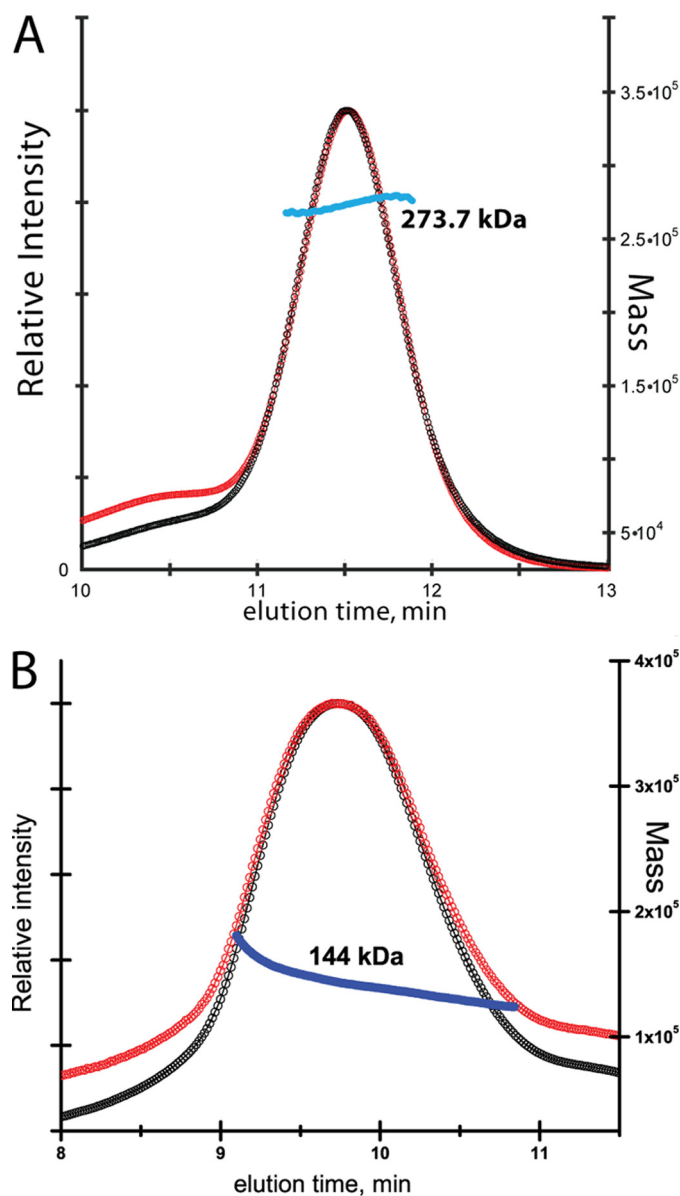 A
Relative Intensity
3.5•10⁵
2.5•10⁵
1.5•10⁵
5•10⁴
Mass
273.7 kDa
0
10 11 12 13
elution time, min
B
Relative intensity
4x10⁵
3x10⁵
2x10⁵
1x10⁵
Mass
144 kDa
8 9 10 11
elution time, min